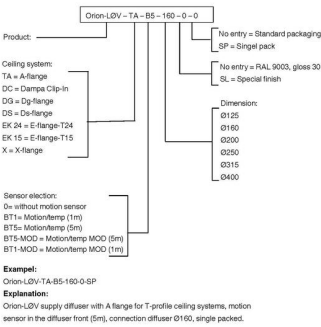 Orion-LØV – TA – B5 – 160 – 0 – 0
Product:
No entry = Standard packaging
SP = Singel pack
No entry = RAL 9003, gloss 30
SL = Special finish
Ceiling system:
TA = A-flange
DC = Dampa Clip-In
DG = Dg-flange
DS = Ds-flange
EK 24 = E-flange-T24
EK 15 = E-flange-T15
X = X-flange
Dimension:
Ø125
Ø160
Ø200
Ø250
Ø315
Ø400
Sensor election:
0= without motion sensor
BT1= Motion/temp (1m)
BT5= Motion/temp (5m)
BT5-MOD = Motion/temp MOD (5m)
BT1-MOD = Motion/temp MOD (1m)
Exampel:
Orion-LØV-TA-B5-160-0-SP
Explanation:
Orion-LØV supply diffuser with A flange for T-profile ceiling systems, motion
sensor in the diffuser front (5m), connection diffuser Ø160, single packed.